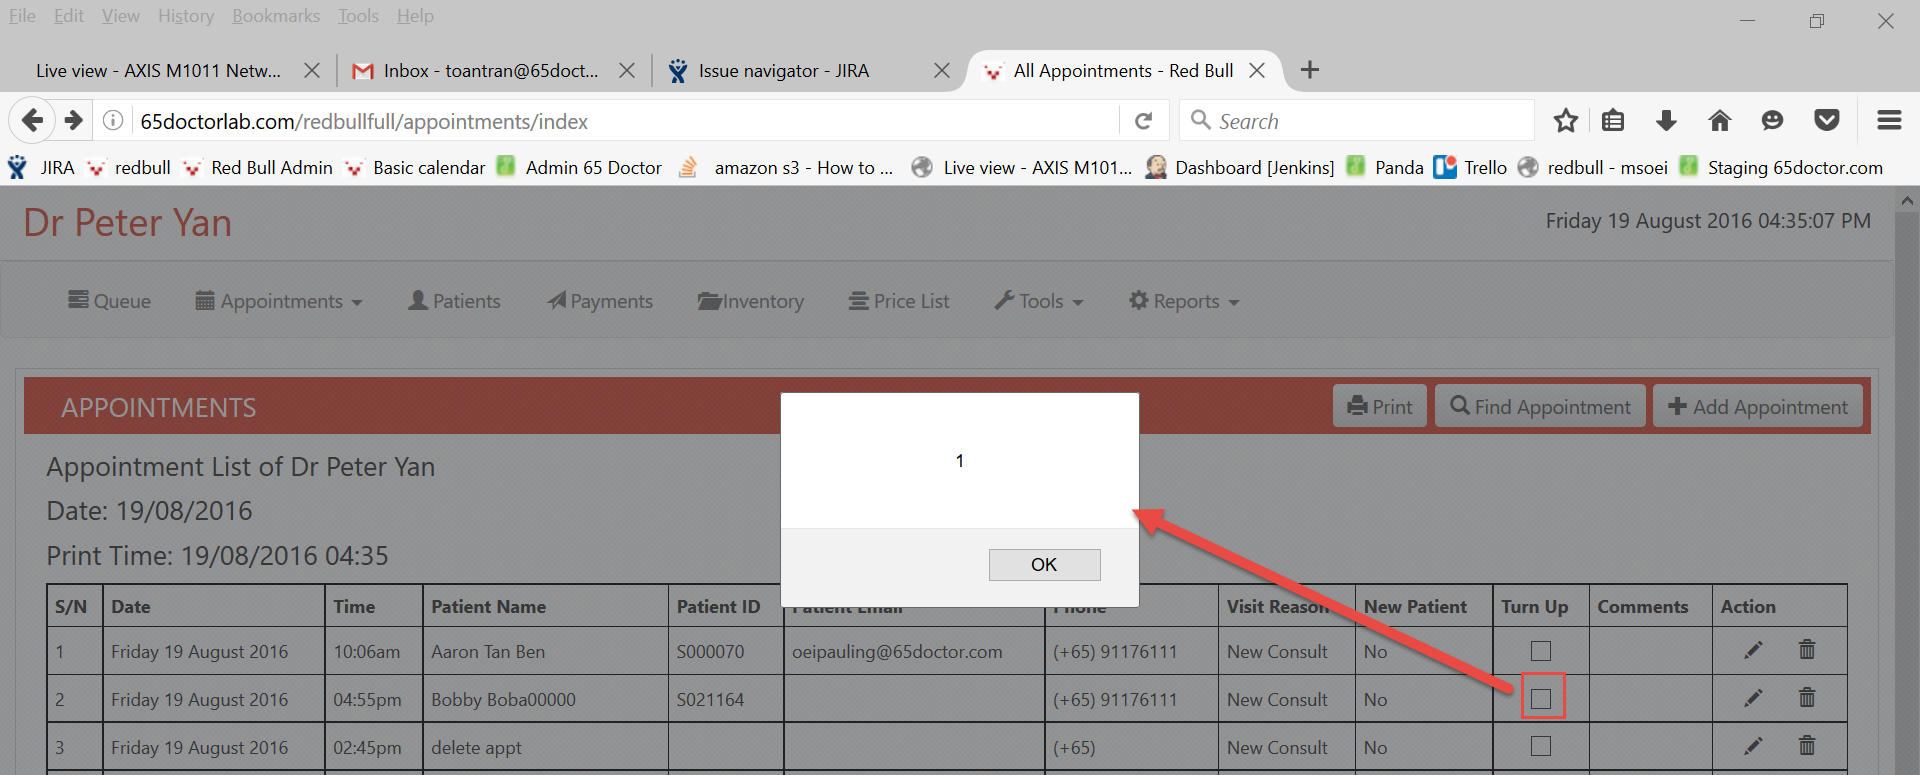 File Edit View History Bookmarks Tools Help
Live view - AXIS M1011 Netw... Inbox - toantran@65doct... Issue navigator - JIRA All Appointments - Red Bull
65doctorlab.com/redbullfull/appointments/index Search
JIRA redbull Red Bull Admin Basic calendar Admin 65 Doctor amazon s3 - How to ... Live view - AXIS M101... Dashboard [Jenkins] Panda Trello redbull - msoei Staging 65doctor.com
Dr Peter Yan Friday 19 August 2016 04:35:07 PM
Queue Appointments Patients Payments Inventory Price List Tools Reports
APPOINTMENTS Print Find Appointment Add Appointment
Appointment List of Dr Peter Yan
1
Date: 19/08/2016
Print Time: 19/08/2016 04:35
OK
S/N Date Time Patient Name Patient ID Patient Email Phone Visit Reason New Patient Turn Up Comments Action
1 Friday 19 August 2016 10:06am Aaron Tan Ben S000070 oeipauling@65doctor.com (+65) 91176111 New Consult No
2 Friday 19 August 2016 04:55pm Bobby Boba00000 S021164 (+65) 91176111 New Consult No
3 Friday 19 August 2016 02:45pm delete appt (+65) New Consult No